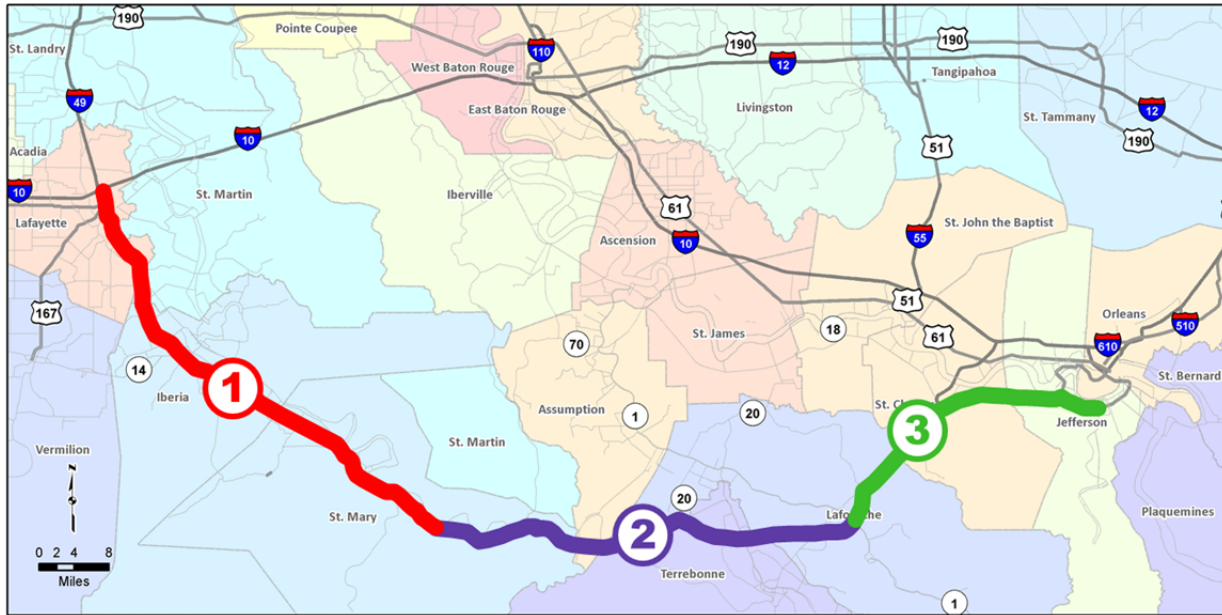 190
Pointe Coupee
St. Landry
110
190
190
West Baton Rouge
12
Tangipahoa
49
East Baton Rouge
Livingston
12
St. Tammany
10
51
190
Acadia
10
St. Martin
Iberville
61
St. John the Baptist
Lafayette
Ascension
10
55
167
51
Orleans
18
510
70
St. James
61
610
14
St. Bernard
1
Iberia
Assumption
1
20
St. C
3
Jefferson
St. Martin
Vermilion
N
20
St. Mary
2
Lafo
che
Plaquemines
0 2 4 8
Miles
Terrebonne
1